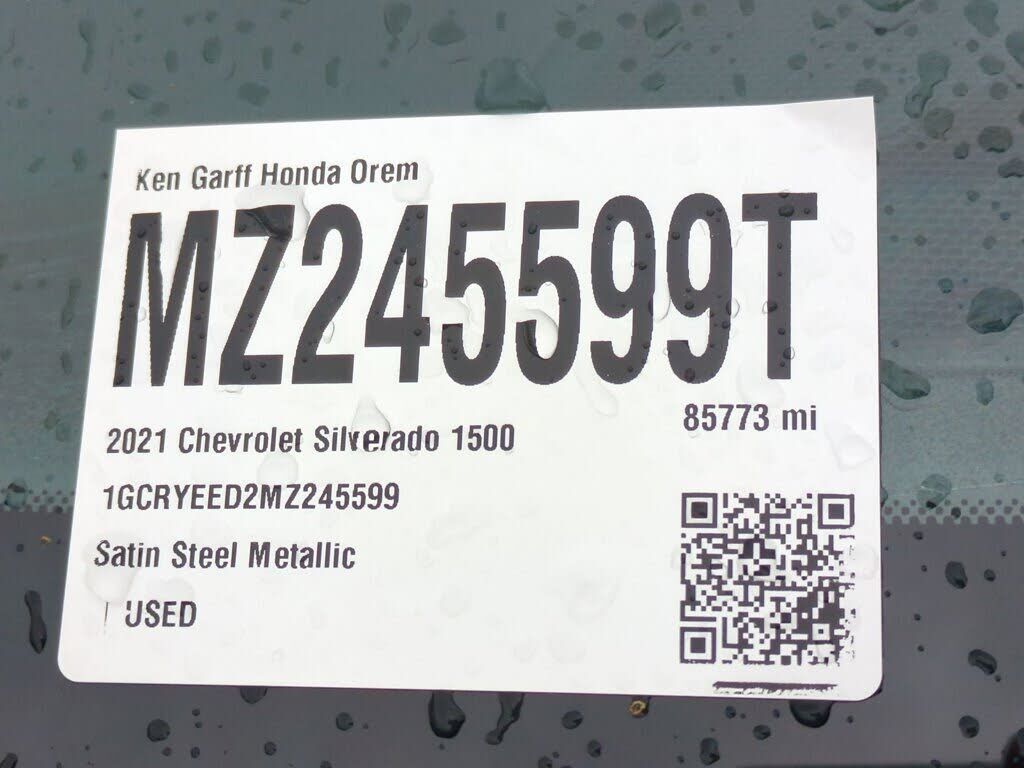 Ken Garff Honda Orem
MZ245599T
85773 mi
2021 Chevrolet Silverado 1500
1GCRYEED2MZ245599
Satin Steel Metallic
| USED